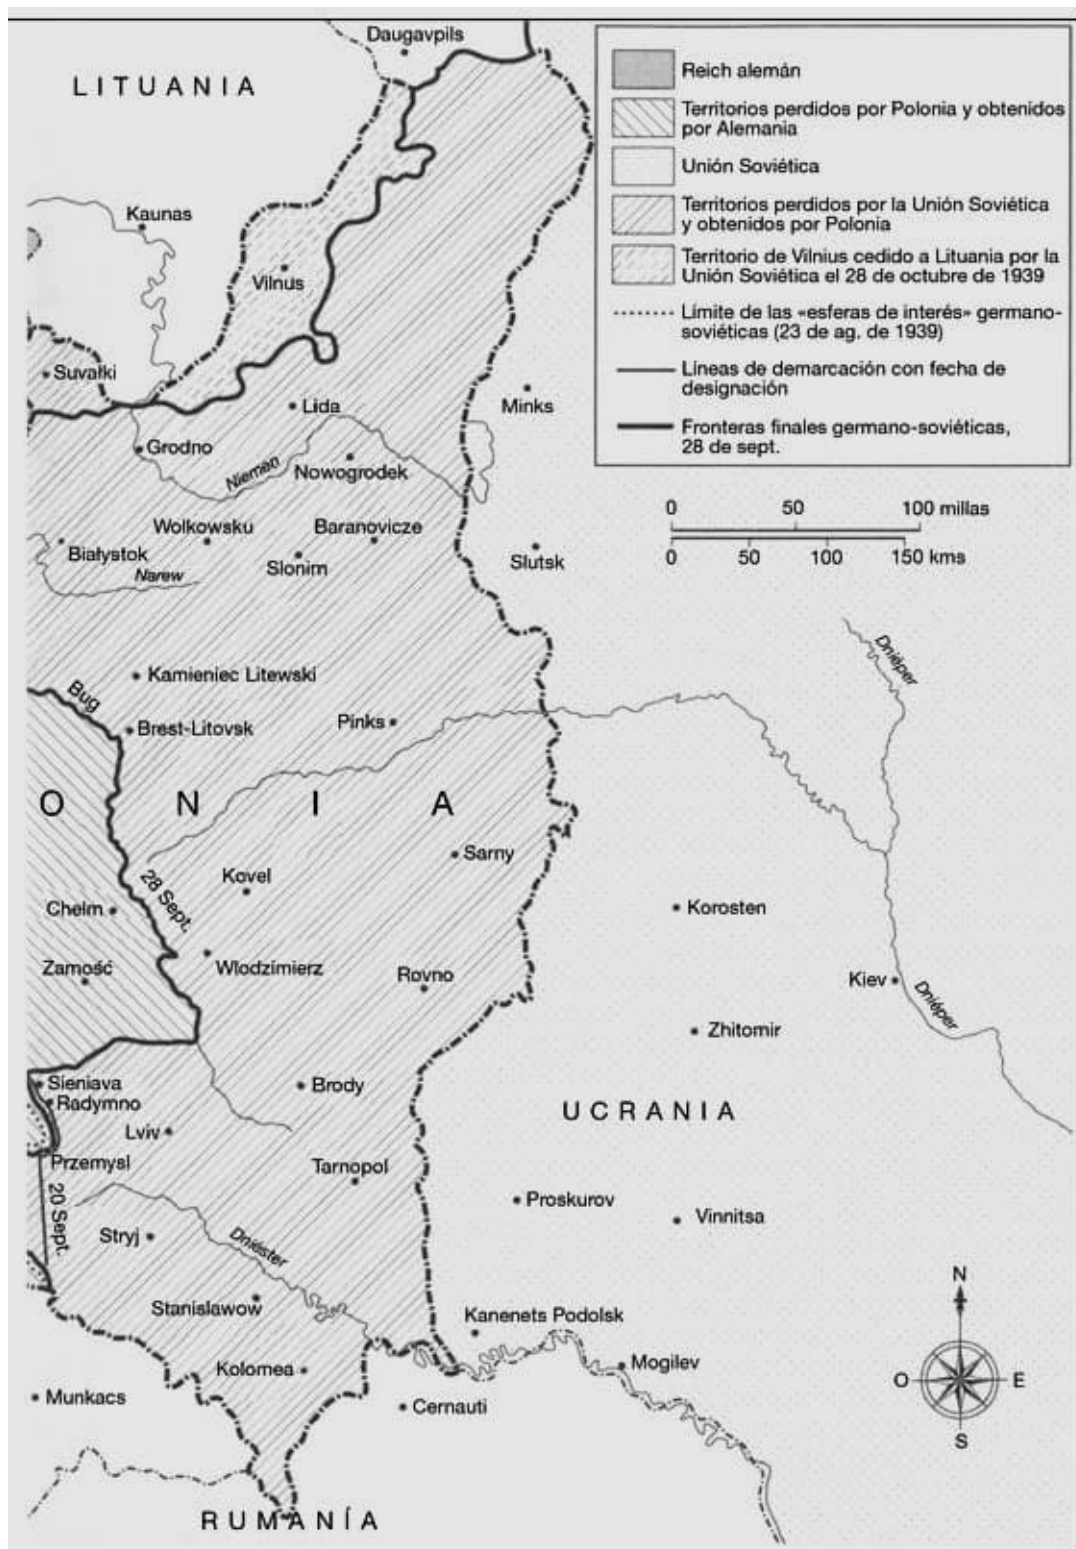 Daugavpils
LITUANIA
Kaunas
Vilnus
Suvałki
Lida
Minks
Grodno
Niemen
Nowogrodek
Wolkowsku
Baranovicze
Białystok
Slonim
Slutsk
Narew
Kamieniec Litewski
Bug
Brest-Litovsk
Pinks
Dniéper
O N I A
Sarny
Kovel
28 Sept.
Chelm
Korosten
Zamość
Wlodzimierz
Rovno
Kiev
Dniéper
Zhitomir
Sieniava
Radymno
Brody
UCRANIA
Lviv
Przemysl
Tarnopol
20 Sept.
Proskurov
Vinnitsa
Stryj
Dniéster
Stanislawow
Kanenets Podolsk
Kolomea
Mogilev
Munkacs
Cernauti
RUMANÍA
Reich alemán
Territorios perdidos por Polonia y obtenidos
por Alemania
Unión Soviética
Territorios perdidos por la Unión Soviética
y obtenidos por Polonia
Territorio de Vilnius cedido a Lituania por la
Unión Soviética el 28 de octubre de 1939
Límite de las «esferas de interés» germano-
soviéticas (23 de ag. de 1939)
Líneas de demarcación con fecha de
designación
Fronteras finales germano-soviéticas,
28 de sept.
0 50 100 millas
0 50 100 150 kms
N
O E
S